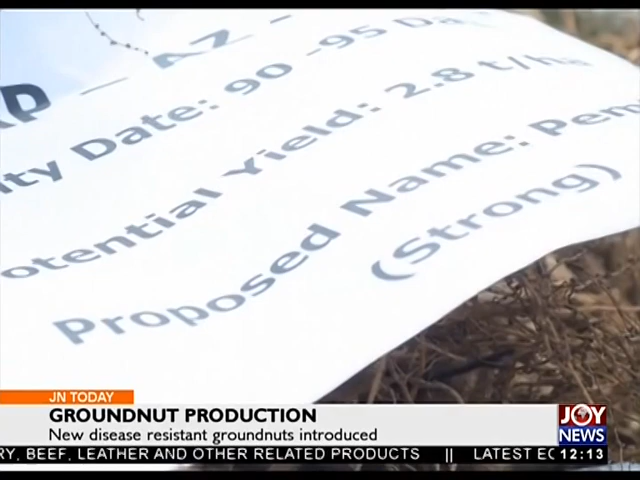 AZ -
ity Date: 90 -95 Da
otential Yield: 2.8 t/ha
Proposed Name: Pem
(Strong)
JN TODAY
GROUNDNUT PRODUCTION
New disease resistant groundnuts introduced
JOY
NEWS
RY, BEEF, LEATHER AND OTHER RELATED PRODUCTS || LATEST EC 12:13